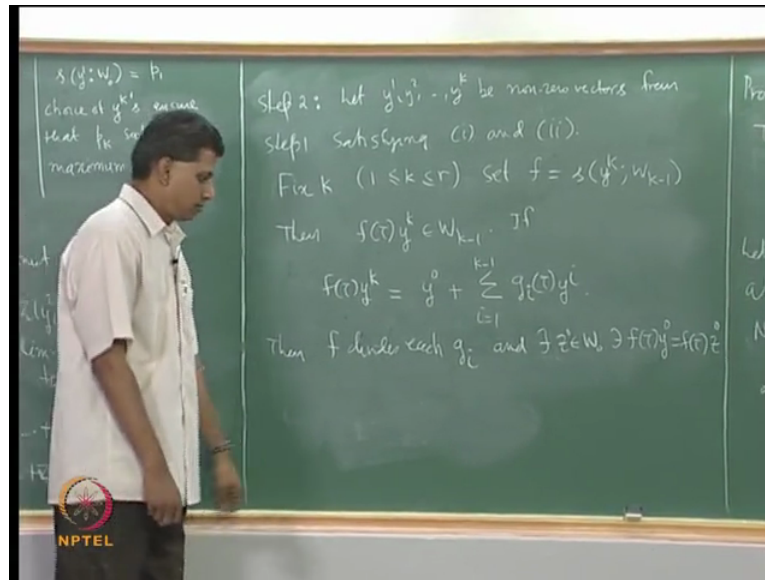 s(y¹; W₀) = p₁
choice of yᵏ's ensure
that pₖ
maximum
Step 2: Let y¹, y², .., yᵏ be non-zero vectors from
step 1 satisfying (i) and (ii).
Fix k (1 ≤ k ≤ r) Set f = s(yᵏ; Wₖ₋₁)
Then f(τ)yᵏ ∈ Wₖ₋₁. If
f(τ)yᵏ = y⁰ + ∑_{i=1}^{k-1} gᵢ(τ)yⁱ.
Then f divides each gᵢ and ∃ z⁰ ∈ W₀ ∋ f(τ)y⁰ = f(τ)z⁰
NPTEL